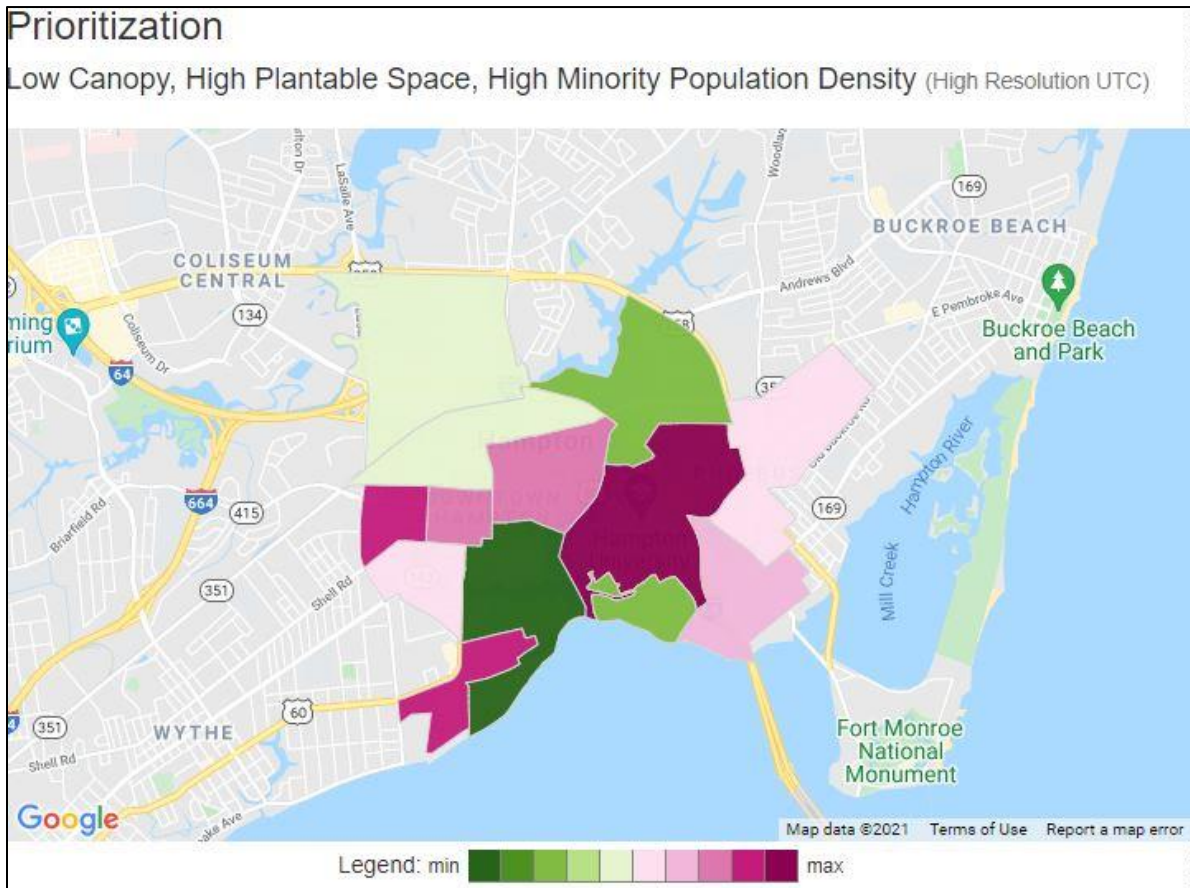 Prioritization
Low Canopy, High Plantable Space, High Minority Population Density (High Resolution UTC)
LaSalle Ave
169
BUCKROE BEACH
COLISEUM
CENTRAL
Andrews Blvd
134
E Pembroke Ave
Coliseum Dr
Buckroe Beach
and Park
64
Hampton
Hampton River
664
415
169
Briarfield Rd
Hampton
University
Mill Creek
351
Shell Rd
60
351
WYTHE
Shell Rd
Fort Monroe
National
Monument
Google
Map data ©2021 Terms of Use Report a map error
Legend: min max